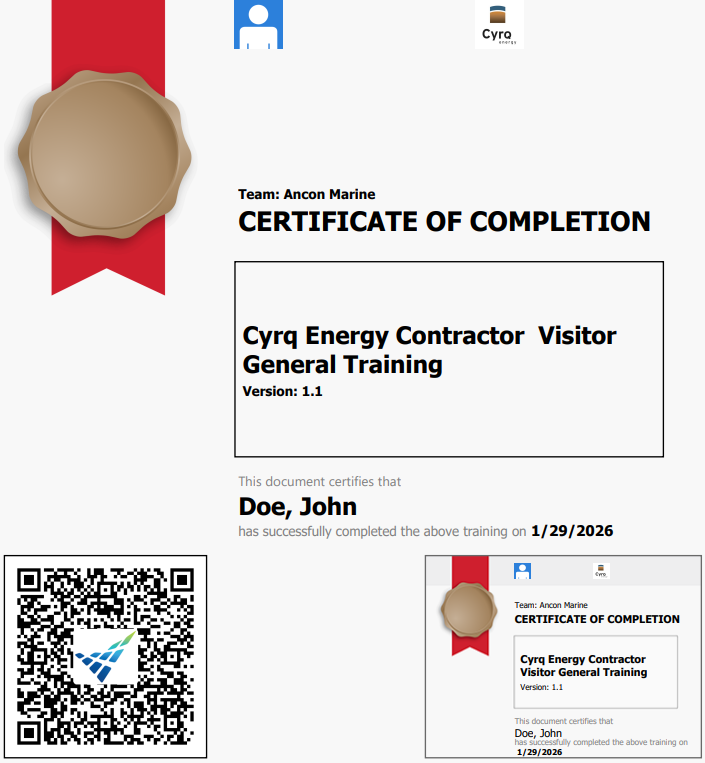 Cyrq
energy
Team: Ancon Marine
CERTIFICATE OF COMPLETION
Cyrq Energy Contractor  Visitor
General Training
Version: 1.1
This document certifies that
Doe, John
has successfully completed the above training on 1/29/2026
Cyrq
Team: Ancon Marine
CERTIFICATE OF COMPLETION
Cyrq Energy Contractor
Visitor General Training
Version: 1.1
This document certifies that
Doe, John
has successfully completed the above training on
1/29/2026